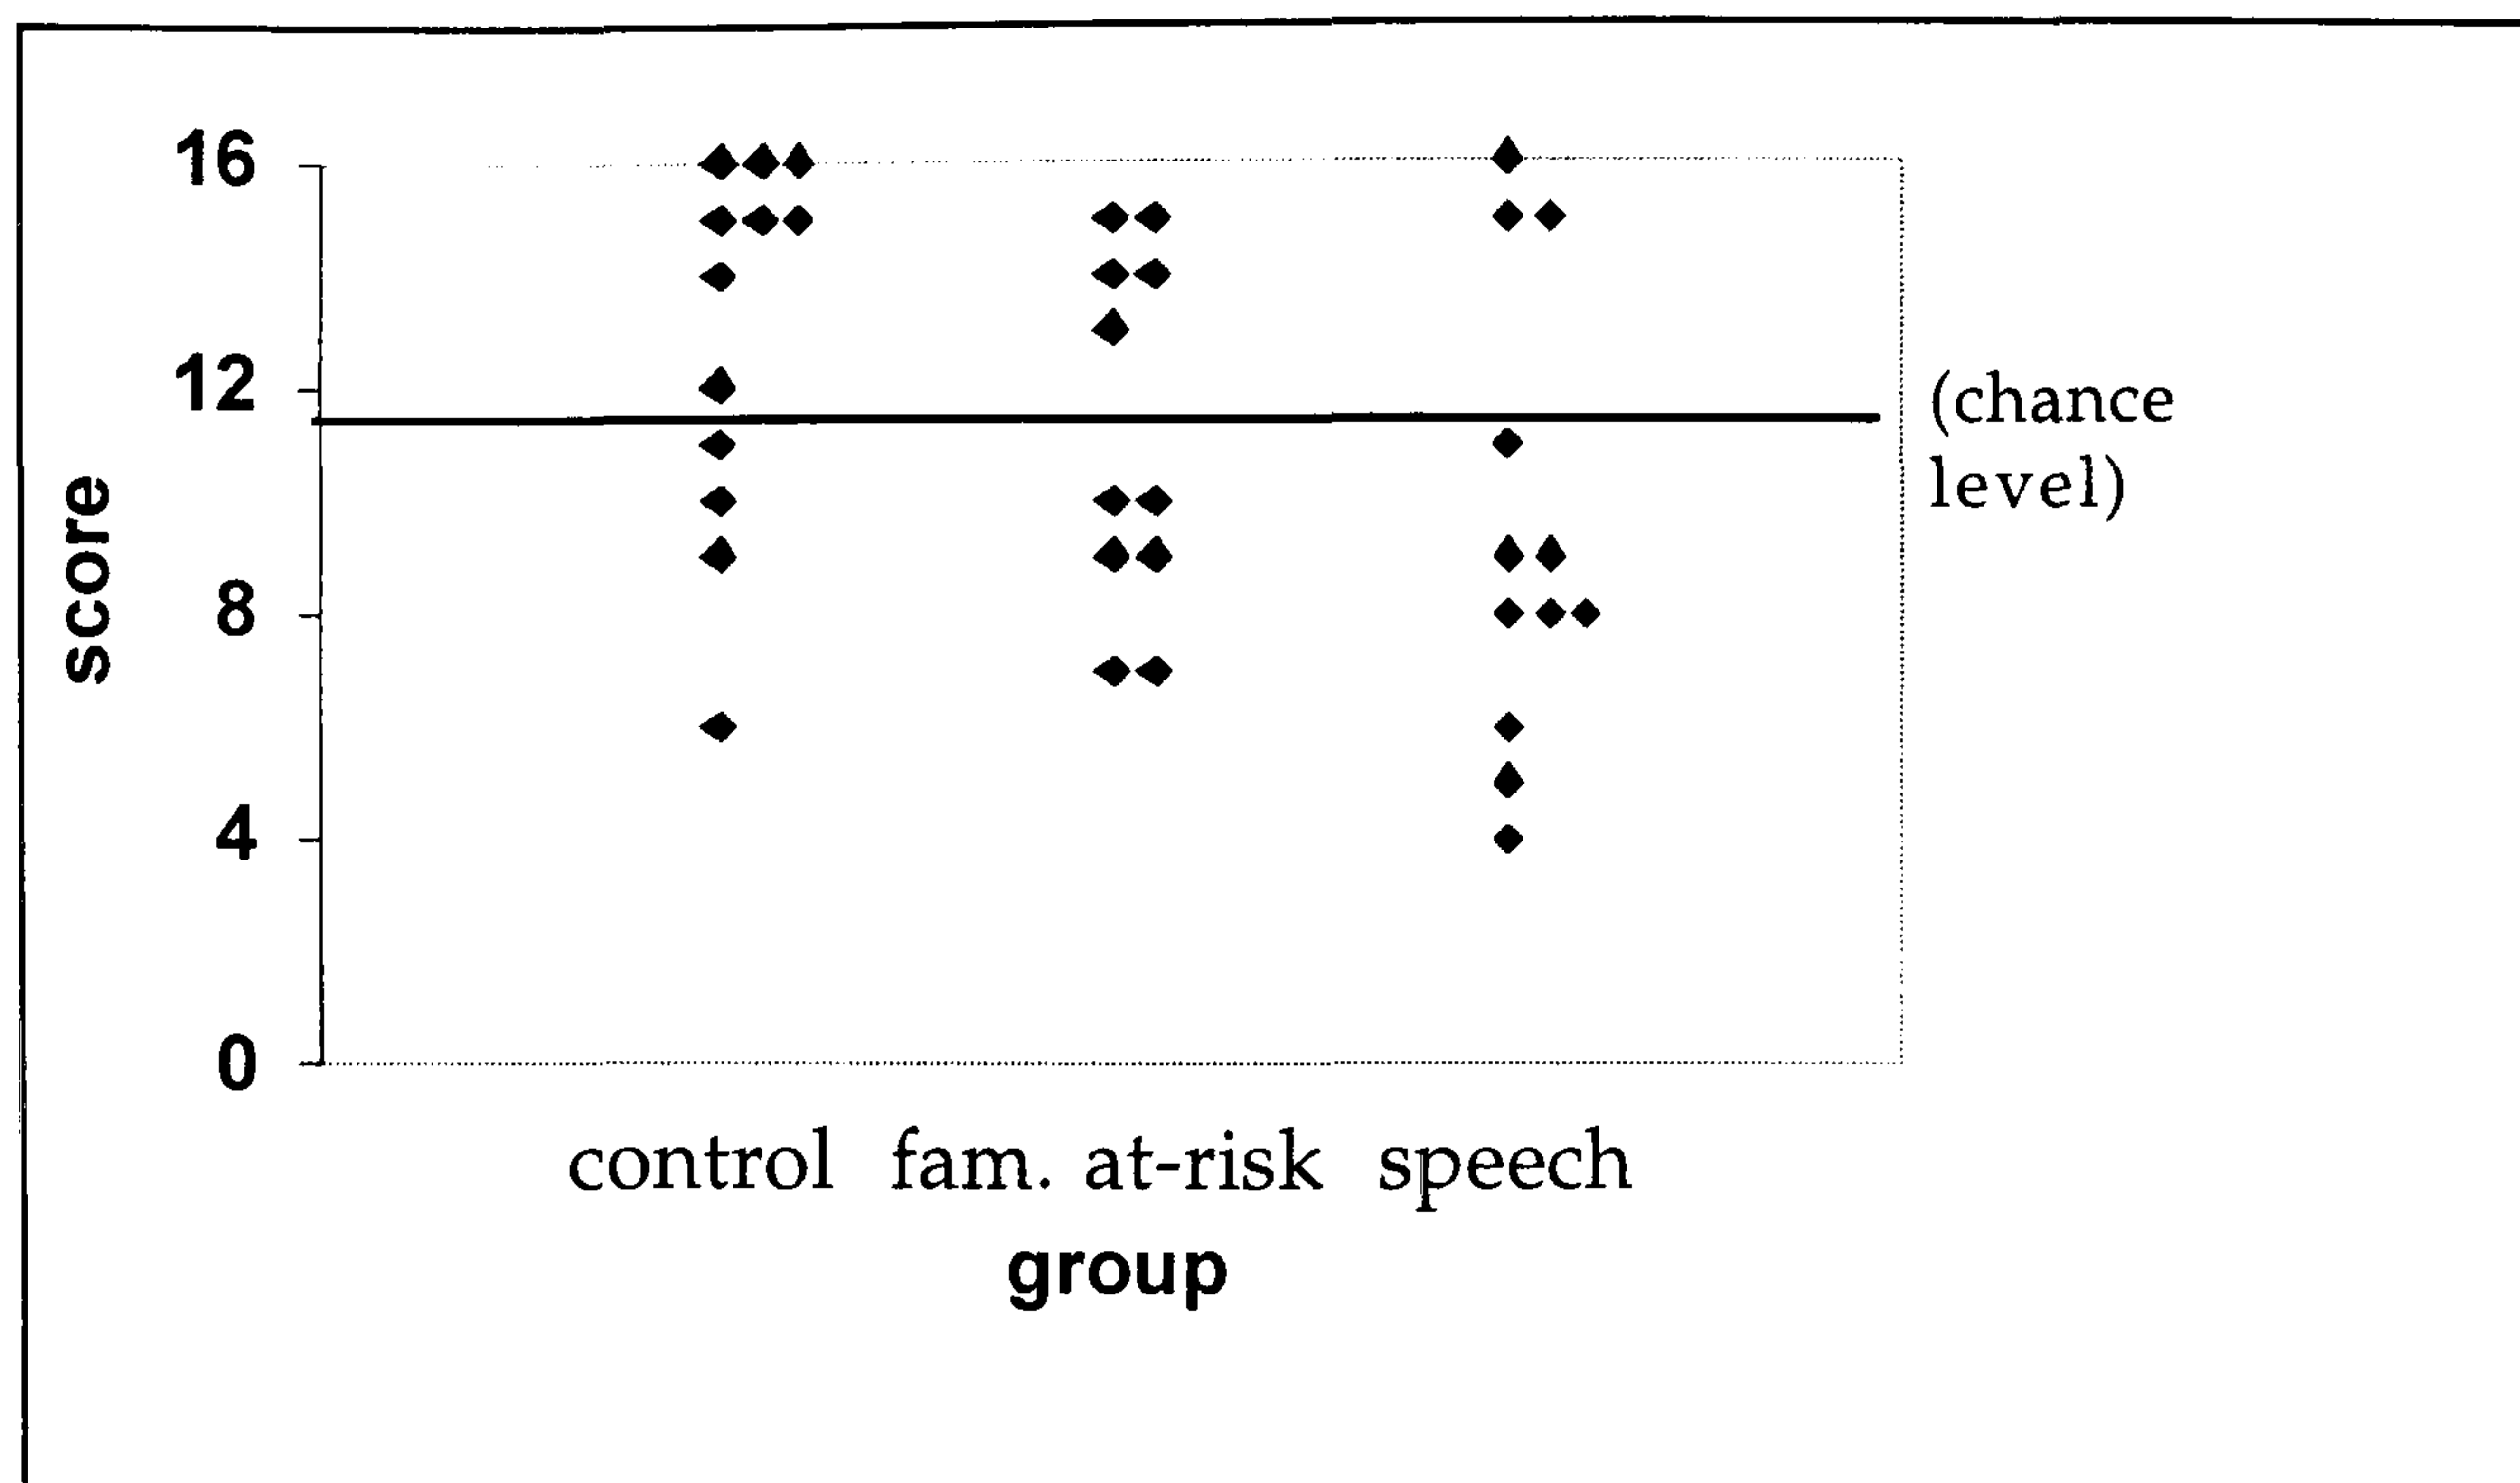 16
12
8
4
0
score
(chance
level)
control fam. at-risk speech
group